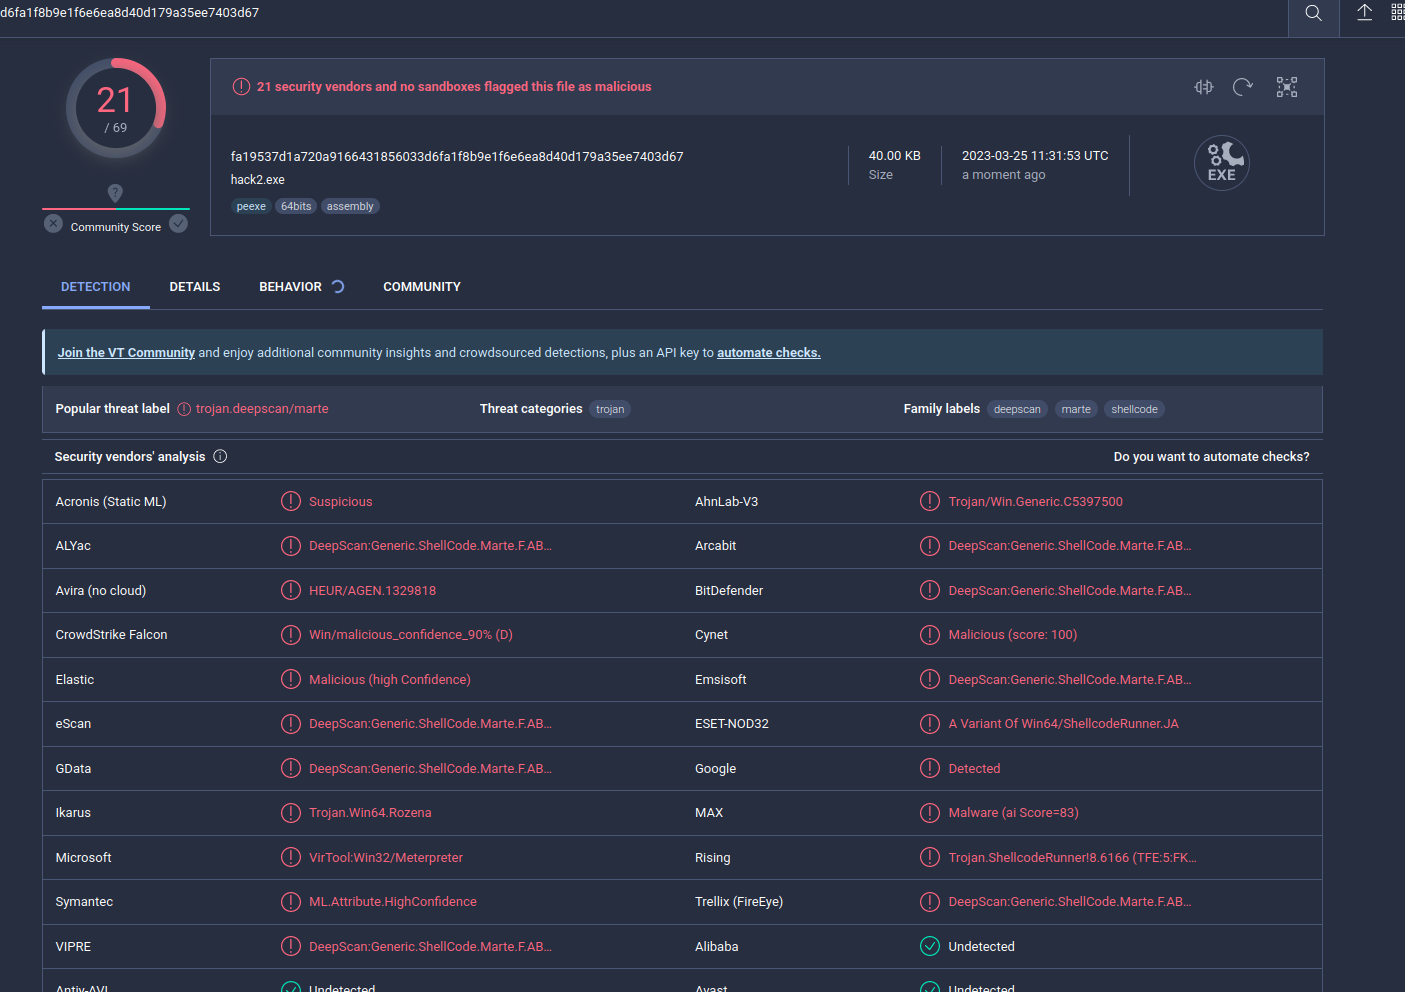 d6fa1f8b9e1f6e6ea8d40d179a35ee7403d67
21
/ 69
Community Score
21 security vendors and no sandboxes flagged this file as malicious
fa19537d1a720a9166431856033d6fa1f8b9e1f6e6ea8d40d179a35ee7403d67
hack2.exe
peexe 64bits assembly
40.00 KB
Size
2023-03-25 11:31:53 UTC
a moment ago
EXE
DETECTION DETAILS BEHAVIOR COMMUNITY
Join the VT Community and enjoy additional community insights and crowdsourced detections, plus an API key to automate checks.
Popular threat label trojan.deepscan/marte Threat categories trojan Family labels deepscan marte shellcode
Security vendors' analysis Do you want to automate checks?
Acronis (Static ML) Suspicious AhnLab-V3 Trojan/Win.Generic.C5397500
ALYac DeepScan:Generic.ShellCode.Marte.F.AB... Arcabit DeepScan:Generic.ShellCode.Marte.F.AB...
Avira (no cloud) HEUR/AGEN.1329818 BitDefender DeepScan:Generic.ShellCode.Marte.F.AB...
CrowdStrike Falcon Win/malicious_confidence_90% (D) Cynet Malicious (score: 100)
Elastic Malicious (high Confidence) Emsisoft DeepScan:Generic.ShellCode.Marte.F.AB...
eScan DeepScan:Generic.ShellCode.Marte.F.AB... ESET-NOD32 A Variant Of Win64/ShellcodeRunner.JA
GData DeepScan:Generic.ShellCode.Marte.F.AB... Google Detected
Ikarus Trojan.Win64.Rozena MAX Malware (ai Score=83)
Microsoft VirTool:Win32/Meterpreter Rising Trojan.ShellcodeRunner!8.6166 (TFE:5:FK...
Symantec ML.Attribute.HighConfidence Trellix (FireEye) DeepScan:Generic.ShellCode.Marte.F.AB...
VIPRE DeepScan:Generic.ShellCode.Marte.F.AB... Alibaba Undetected
Antiy-AVL Undetected Avast Undetected